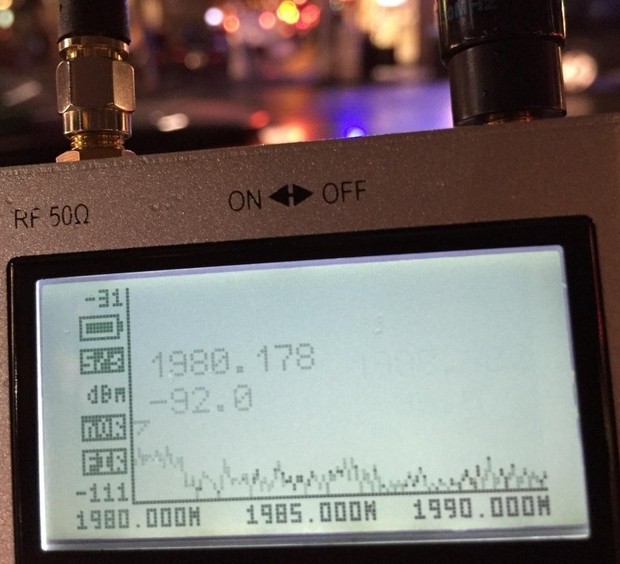 RF 50Ω
ON OFF
-31
dBm
1980.178
-92.0
-111
1980.000M 1985.000M 1990.000M